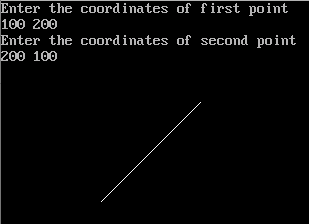 Enter the coordinates of first point
100 200
Enter the coordinates of second point
200 100